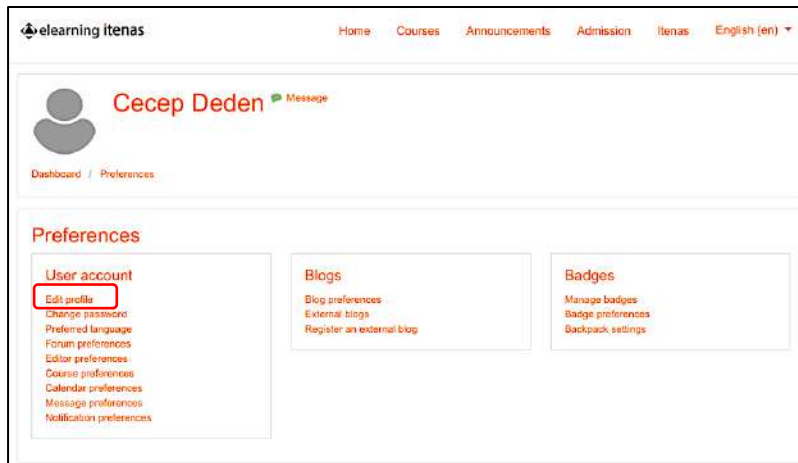 elearning itenas
Home Courses Announcements Admission Itenas English (en)
Cecep Deden Message
Dashboard / Preferences
Preferences
User account
Edit profile
Change password
Preferred language
Forum preferences
Editor preferences
Course preferences
Calendar preferences
Message preferences
Notification preferences
Blogs
Blog preferences
External blogs
Register an external blog
Badges
Manage badges
Badge preferences
Backpack settings